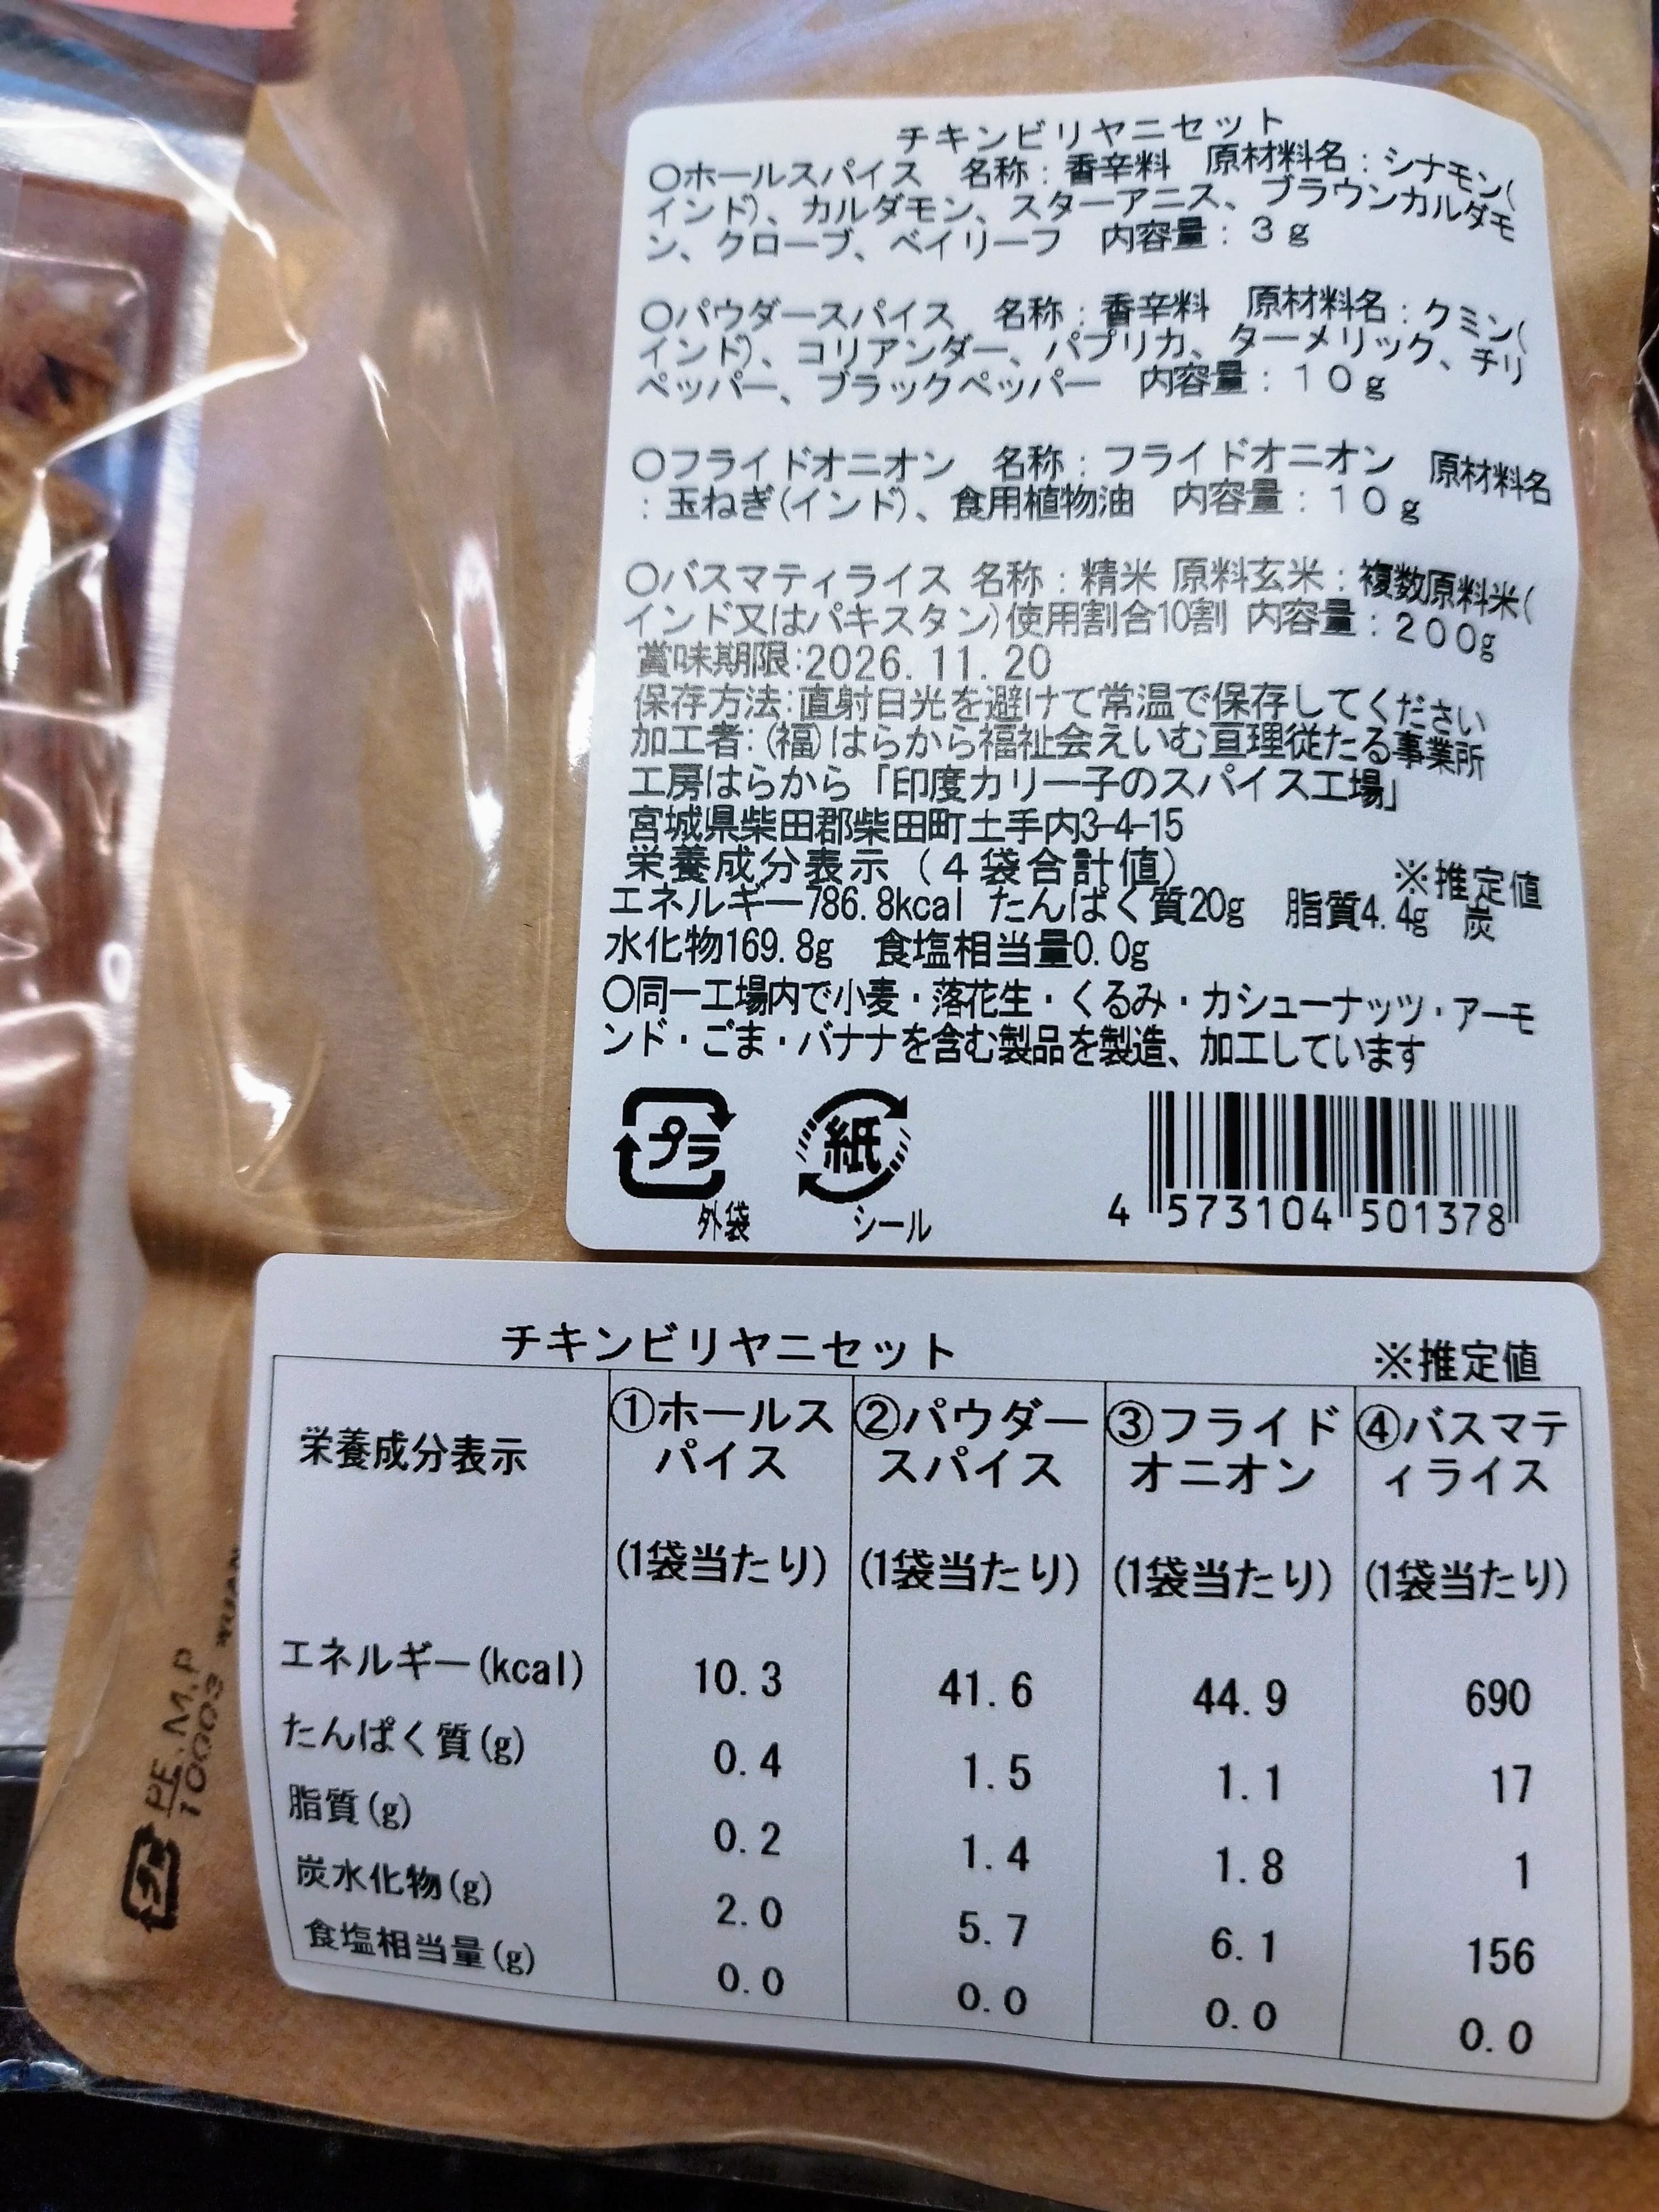 チキンビリヤニセット
〇ホールスパイス　名称：香辛料　原材料名：シナモン(
インド)、カルダモン、スターアニス、ブラウンカルダモ
ン、クローブ、ベイリーフ　内容量：３ｇ
〇パウダースパイス　名称：香辛料　原材料名：クミン(
インド)、コリアンダー、パプリカ、ターメリック、チリ
ペッパー、ブラックペッパー　内容量：１０ｇ
〇フライドオニオン　名称：フライドオニオン　原材料名
：玉ねぎ(インド)、食用植物油　内容量：１０ｇ
〇バスマティライス 名称：精米 原料玄米：複数原料米(
インド又はパキスタン)使用割合10割 内容量：２００g
賞味期限:2026.11.20
保存方法:直射日光を避けて常温で保存してください
加工者:(福)はらから福祉会えいむ亘理従たる事業所
工房はらから「印度カリー子のスパイス工場」
宮城県柴田郡柴田町土手内3-4-15
栄養成分表示（４袋合計値）　※推定値
エネルギー786.8kcal たんぱく質20g　脂質4.4g　炭
水化物169.8g　食塩相当量0.0g
〇同一工場内で小麦・落花生・くるみ・カシューナッツ・アーモ
ンド・ごま・バナナを含む製品を製造、加工しています
プラ 紙
外袋 シール
4 573104 501378
チキンビリヤニセット ※推定値
栄養成分表示 ①ホールスパイス ②パウダースパイス ③フライドオニオン ④バスマティライス
(1袋当たり) (1袋当たり) (1袋当たり) (1袋当たり)
エネルギー(kcal) 10.3 41.6 44.9 690
たんぱく質(g) 0.4 1.5 1.1 17
脂質(g) 0.2 1.4 1.8 1
炭水化物(g) 2.0 5.7 6.1 156
食塩相当量(g) 0.0 0.0 0.0 0.0
プラ
PE.M.P